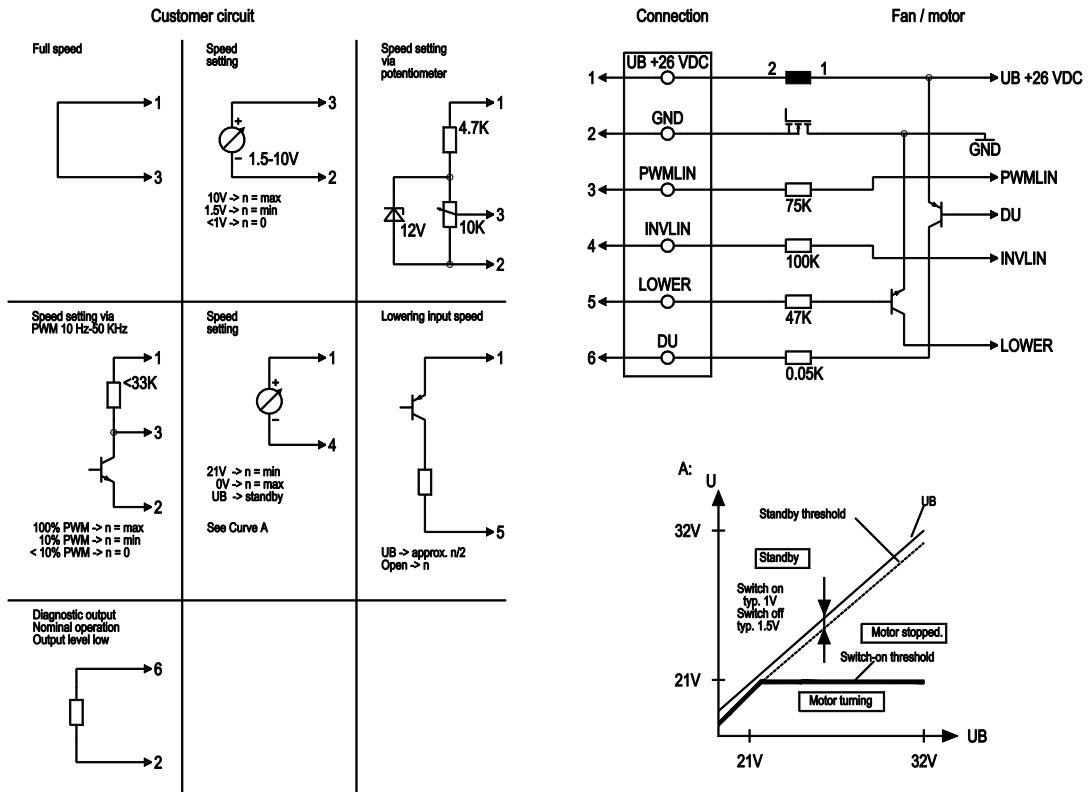 Customer circuit
Full speed
1
3
Speed
setting
3
+
-
1.5-10V
2
10V -> n = max
1.5V -> n = min
<1V -> n = 0
Speed setting
via
potentiometer
1
4.7K
12V
3
10K
2
Speed setting via
PWM 10 Hz-50 KHz
1
<33K
3
2
100% PWM -> n = max
10% PWM -> n = min
< 10% PWM -> n = 0
Speed
setting
1
+
-
4
21V -> n = min
0V -> n = max
UB -> standby
See Curve A
Lowering input speed
1
5
UB -> approx. n/2
Open -> n
Diagnostic output
Nominal operation
Output level low
6
2
Connection
Fan / motor
1
UB +26 VDC
2
1
UB +26 VDC
2
GND
GND
3
PWMLIN
75K
PWMLIN
DU
4
INVLIN
100K
INVLIN
5
LOWER
47K
LOWER
6
DU
0.05K
A:
U
32V
Standby threshold
UB
Standby
Switch on
typ. 1V
Switch off
typ. 1.5V
Motor stopped.
Switch-on threshold
21V
Motor turning
UB
21V
32V